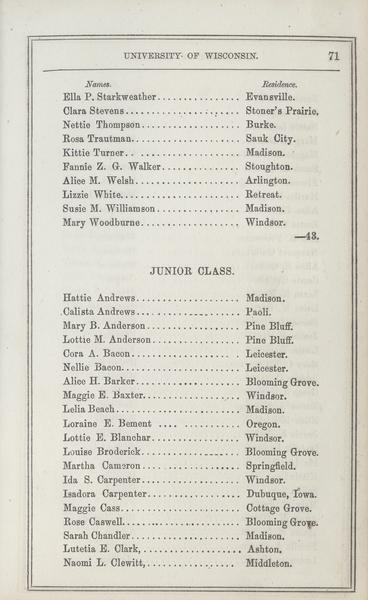 UNIVERSITY OF WISCONSIN. 71
Names. Residence.
Ella P. Starkweather............... Evansville.
Clara Stevens..................... Stoner's Prairie.
Nettie Thompson.................. Burke.
Rosa Trautman.................... Sauk City.
Kittie Turner..................... Madison.
Fannie Z. G. Walker.............. Stoughton.
Alice M. Welsh................... Arlington.
Lizzie White...................... Retreat.
Susie M. Williamson............... Madison.
Mary Woodburne.................. Windsor.
—43.
JUNIOR CLASS.
Hattie Andrews................... Madison.
Calista Andrews................... Paoli.
Mary B. Anderson................. Pine Bluff.
Lottie M. Anderson................ Pine Bluff.
Cora A. Bacon.................... Leicester.
Nellie Bacon...................... Leicester.
Alice H. Barker................... Blooming Grove.
Maggie E. Baxter.................. Windsor.
Lelia Beach....................... Madison.
Loraine E. Bement .... ........... Oregon.
Lottie E. Blanchar................ Windsor.
Louise Broderick.................. Blooming Grove.
Martha Cameron.................. Springfield.
Ida S. Carpenter.................. Windsor.
Isadora Carpenter................. Dubuque, Iowa.
Maggie Cass...................... Cottage Grove.
Rose Caswell...................... Blooming Grove.
Sarah Chandler.................... Madison.
Lutetia E. Clark,.................. Ashton.
Naomi L. Clewitt,................. Middleton.